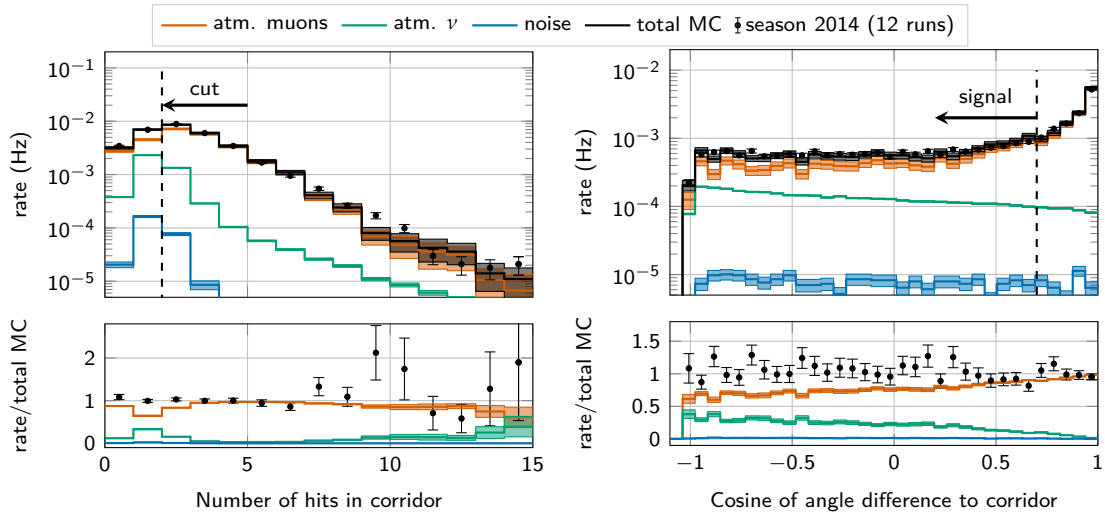 atm. muons atm. ν noise total MC season 2014 (12 runs)
10⁻¹
10⁻²
10⁻³
10⁻⁴
10⁻⁵
rate (Hz)
cut
2
1
0
rate/total MC
0 5 10 15
Number of hits in corridor
10⁻²
10⁻³
10⁻⁴
10⁻⁵
rate (Hz)
signal
1.5
1
0.5
0
rate/total MC
−1 −0.5 0 0.5 1
Cosine of angle difference to corridor